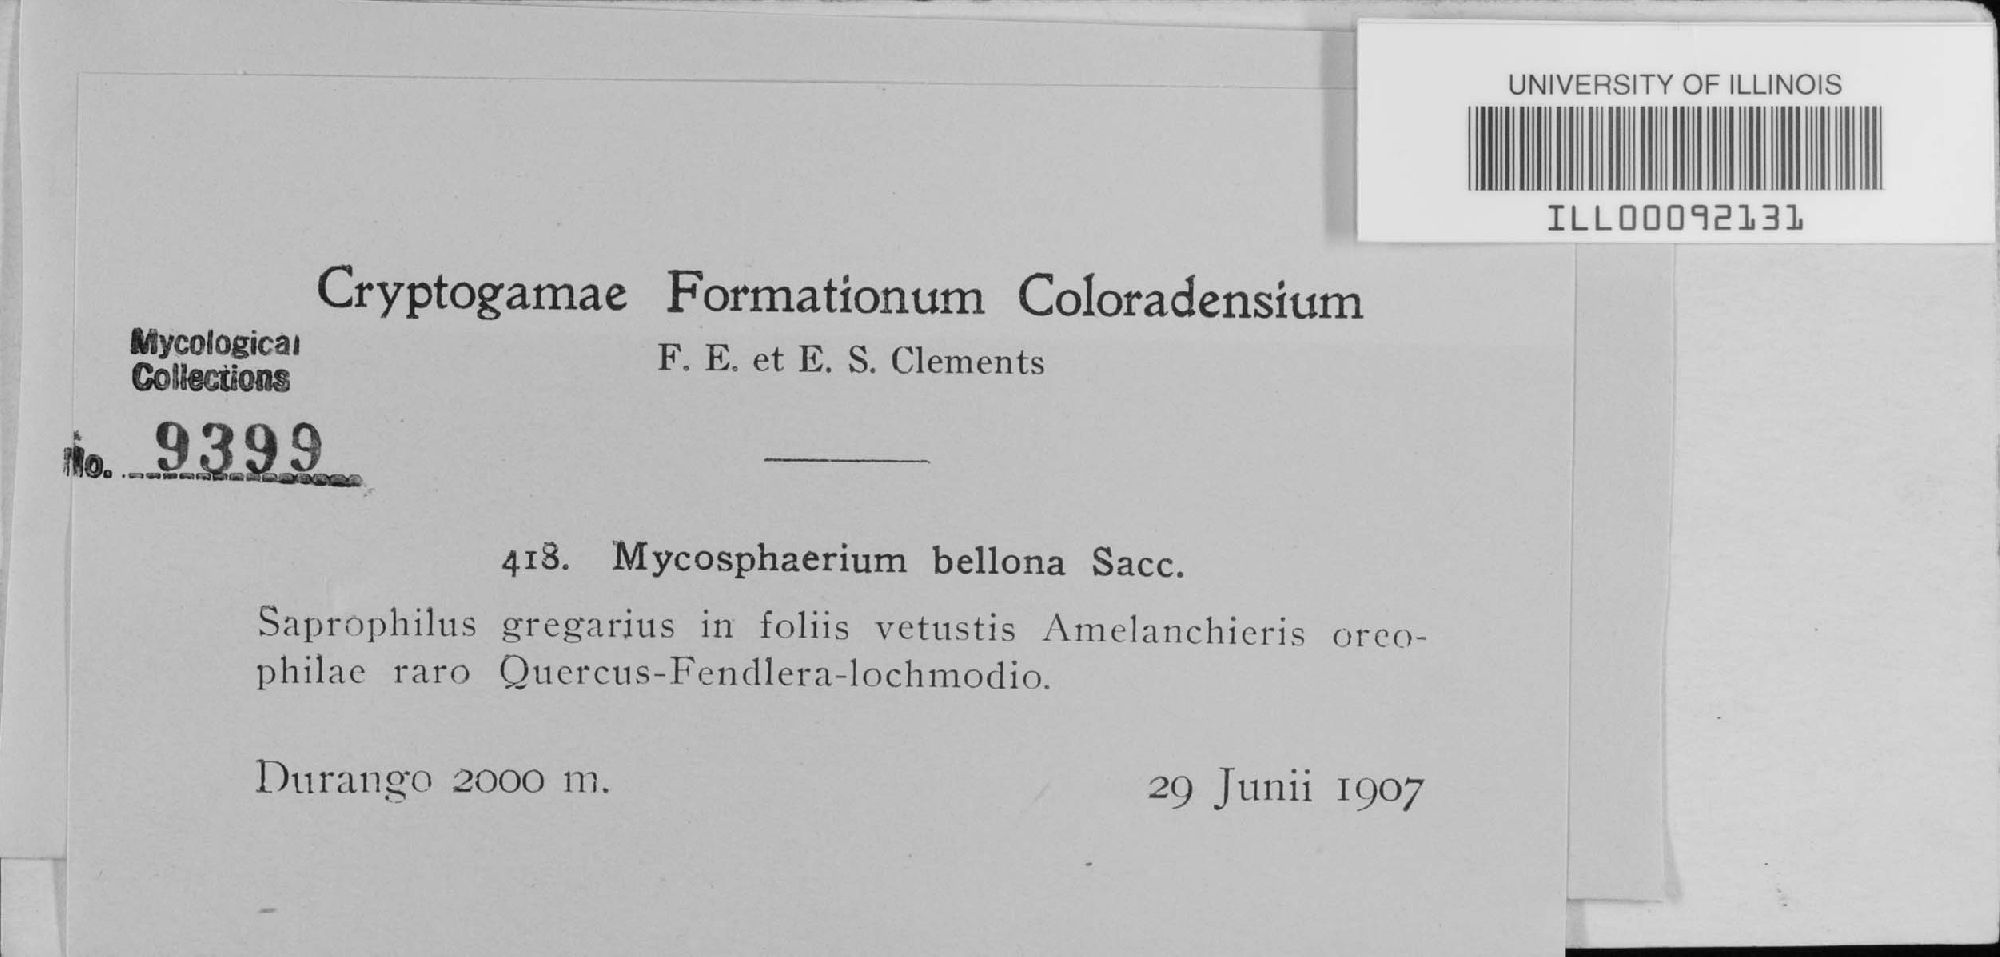 UNIVERSITY OF ILLINOIS
ILL00092131
Cryptogamae Formationum Coloradensium
F. E. et E. S. Clements
Mycological
Collections
No. 9399
418. Mycosphaerium bellona Sacc.
Saprophilus gregarius in foliis vetustis Amelanchieris oreo-
philae raro Quercus-Fendlera-lochmodio.
Durango 2000 m. 29 Junii 1907